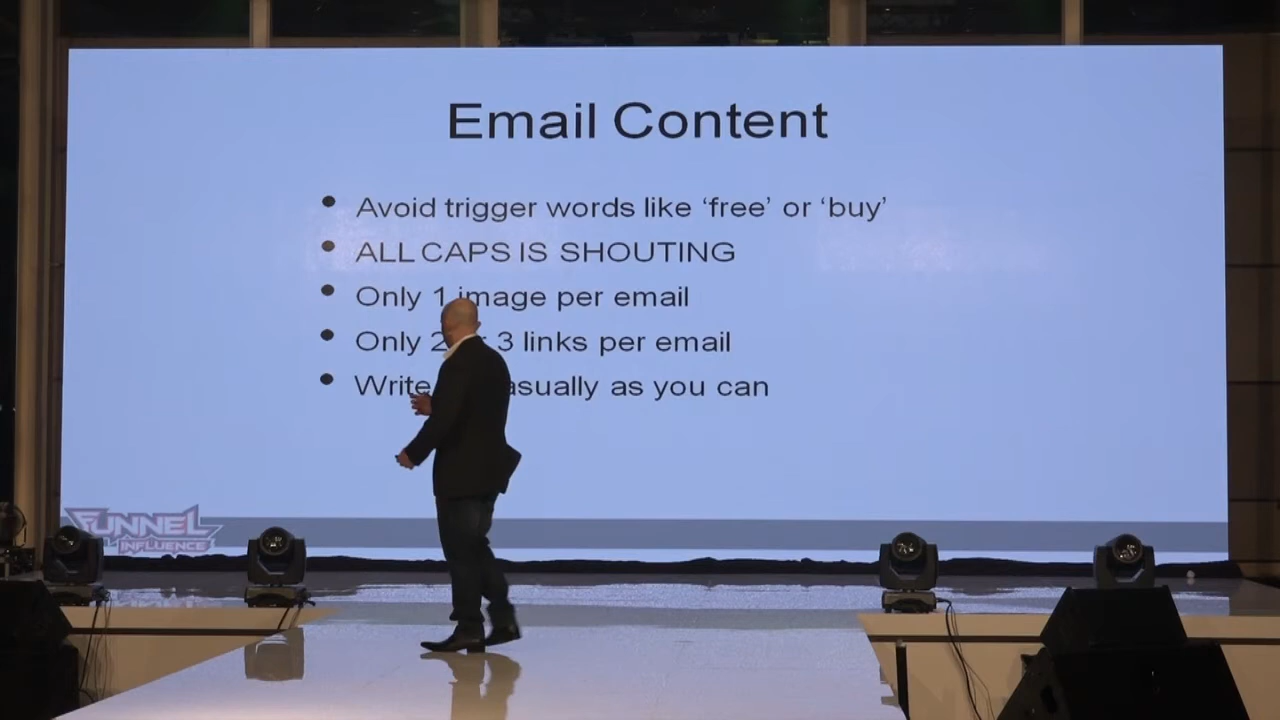 Email Content
• Avoid trigger words like ‘free’ or ‘buy’
• ALL CAPS IS SHOUTING
• Only 1 image per email
• Only 2 3 links per email
• Write as you can
FUNNEL
INFLUENCE